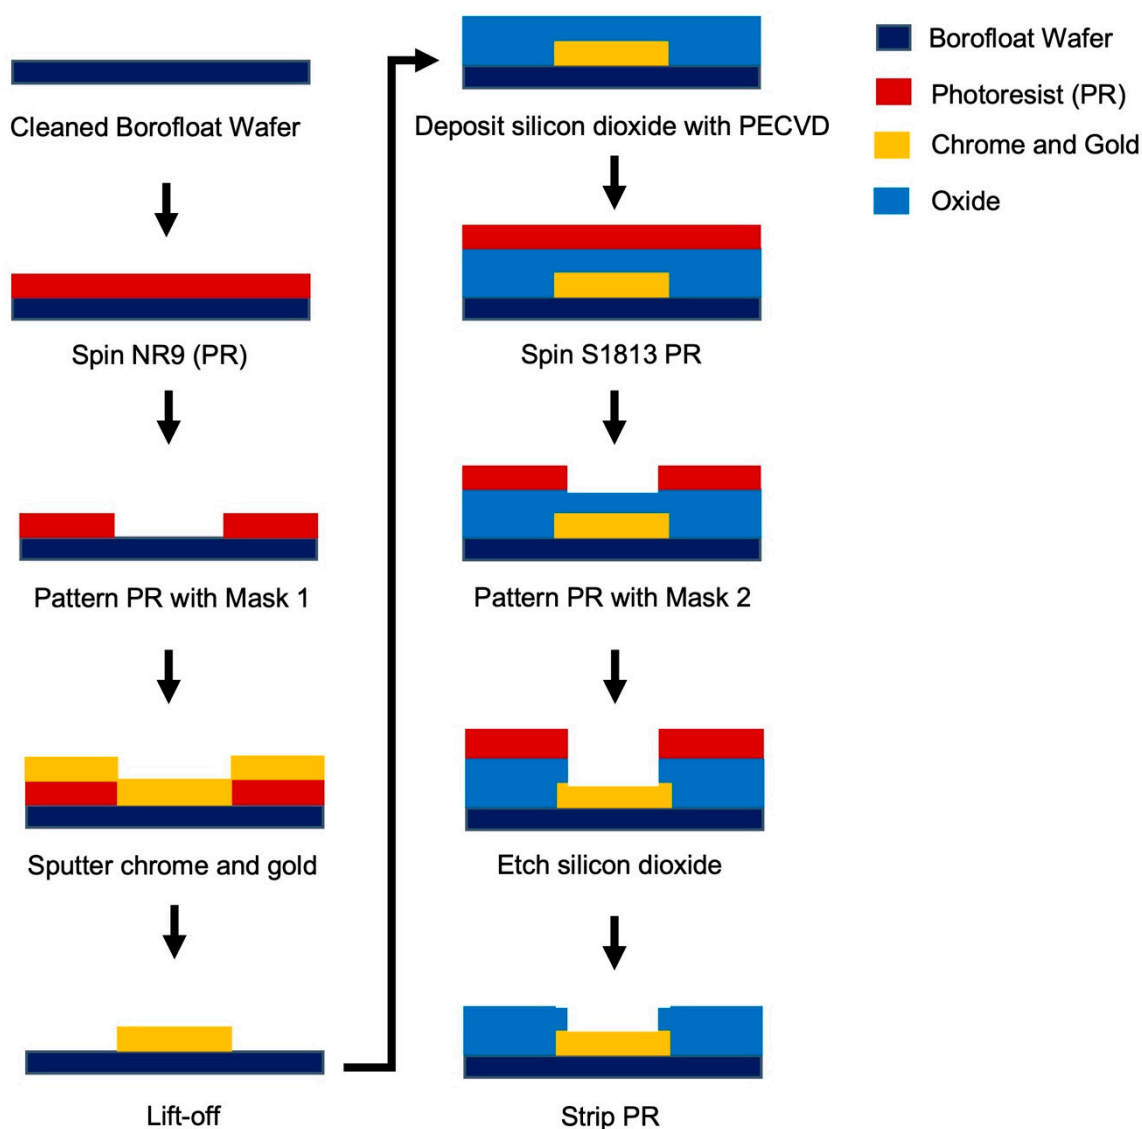 Cleaned Borofloat Wafer
Spin NR9 (PR)
Pattern PR with Mask 1
Sputter chrome and gold
Lift-off
Deposit silicon dioxide with PECVD
Spin S1813 PR
Pattern PR with Mask 2
Etch silicon dioxide
Strip PR
Borofloat Wafer
Photoresist (PR)
Chrome and Gold
Oxide